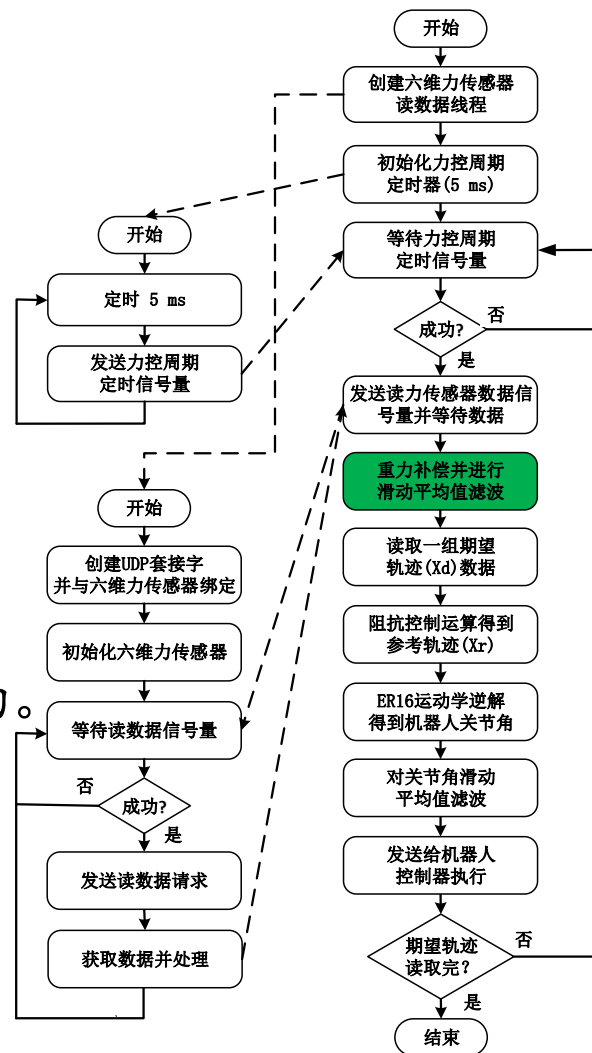 开始
创建六维力传感器
读数据线程
初始化力控周期
定时器(5 ms)
等待力控周期
定时信号量
成功?
否
是
发送读力传感器数据信
号量并等待数据
重力补偿并进行
滑动平均值滤波
读取一组期望
轨迹(Xd)数据
阻抗控制运算得到
参考轨迹(Xr)
ER16运动学逆解
得到机器人关节角
对关节角滑动
平均值滤波
发送给机器人
控制器执行
期望轨迹
读取完?
否
是
结束
开始
定时 5 ms
发送力控周期
定时信号量
开始
创建UDP套接字
并与六维力传感器绑定
初始化六维力传感器
等待读数据信号量
否
成功?
是
发送读数据请求
获取数据并处理
。